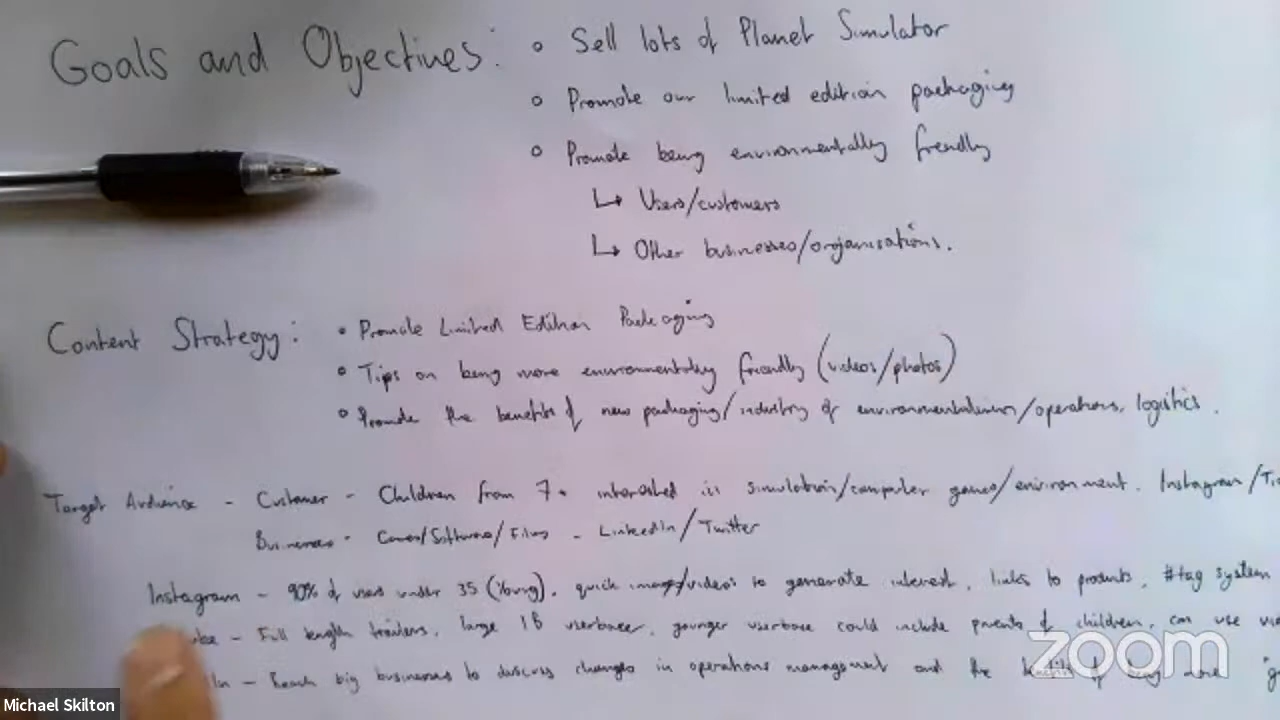 Goals and Objectives: • Sell lots of Planet Simulator
• Promote our limited edition packaging
• Promote being environmentally friendly
↳ Users/customers
↳ Other businesses/organisations.
Content Strategy: • Promote Limited Edition Packaging
• Tips on being more environmentally friendly (videos/photos)
• Promote the benefits of new packaging/industry of environmentalism/operations, logistics.
Target Audience - Customer - Children from 7+ interested in simulation/computer games/environment. Instagram/
Businesses - Games/Software/Films - LinkedIn/Twitter
Instagram - 90% of users under 35 (Young), quick images/videos to generate interest, links to products, #tag system
- Full length trailers, large 1B userbase, younger userbase could include parents of children, can use
- Reach big businesses to discuss changes in operations management and the benefits of being more
zoom
Michael Skilton